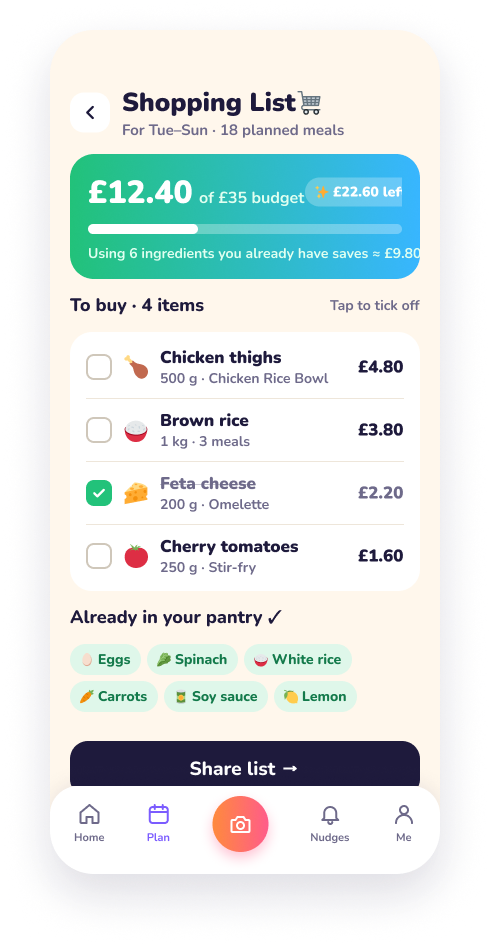 Shopping List
For Tue–Sun · 18 planned meals
£12.40 of £35 budget
£22.60 left
Using 6 ingredients you already have saves ≈ £9.80
To buy · 4 items
Tap to tick off
Chicken thighs
500 g · Chicken Rice Bowl
£4.80
Brown rice
1 kg · 3 meals
£3.80
Feta cheese
200 g · Omelette
£2.20
Cherry tomatoes
250 g · Stir-fry
£1.60
Already in your pantry ✓
Eggs
Spinach
White rice
Carrots
Soy sauce
Lemon
Share list →
Home
Plan
Nudges
Me